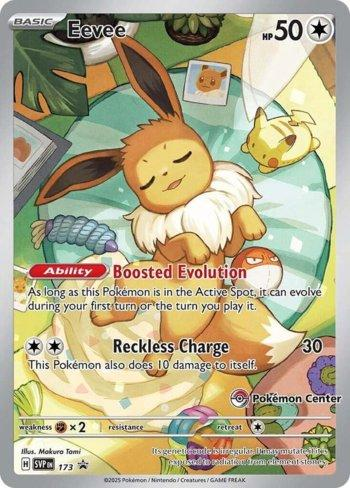 BASIC
Eevee
HP 50
Ability Boosted Evolution
As long as this Pokémon is in the Active Spot, it can evolve
during your first turn or the turn you play it.
Reckless Charge 30
This Pokémon also does 10 damage to itself.
Pokémon Center
weakness ×2 resistance retreat
Illus. Makura Tami
H SVP EN 173
Its genetic code is irregular. It may mutate if it is
exposed to radiation from element stones.
©2025 Pokémon / Nintendo / Creatures / GAME FREAK